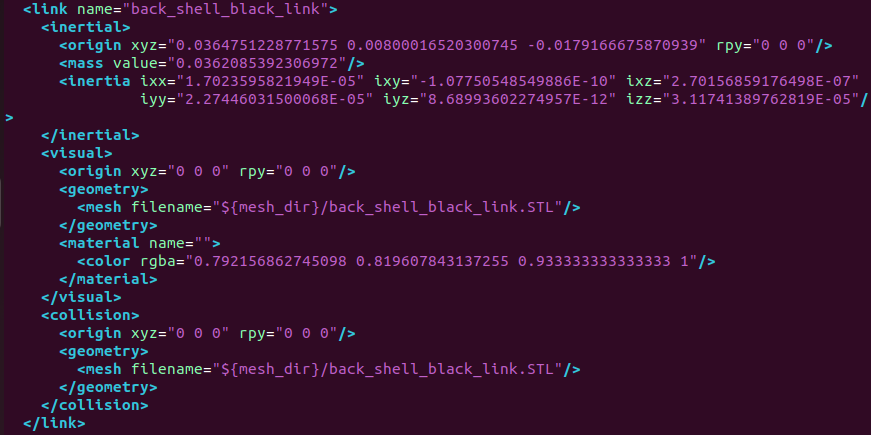 <link name="back_shell_black_link">
<inertial>
<origin xyz="0.0364751228771575 0.00800016520300745 -0.0179166675870939" rpy="0 0 0"/>
<mass value="0.0362085392306972"/>
<inertia ixx="1.7023595821949E-05" ixy="-1.07750548549886E-10" ixz="2.70156859176498E-07"
iyy="2.27446031500068E-05" iyz="8.68993602274957E-12" izz="3.11741389762819E-05"/
>
</inertial>
<visual>
<origin xyz="0 0 0" rpy="0 0 0"/>
<geometry>
<mesh filename="${mesh_dir}/back_shell_black_link.STL"/>
</geometry>
<material name="">
<color rgba="0.792156862745098 0.819607843137255 0.933333333333333 1"/>
</material>
</visual>
<collision>
<origin xyz="0 0 0" rpy="0 0 0"/>
<geometry>
<mesh filename="${mesh_dir}/back_shell_black_link.STL"/>
</geometry>
</collision>
</link>